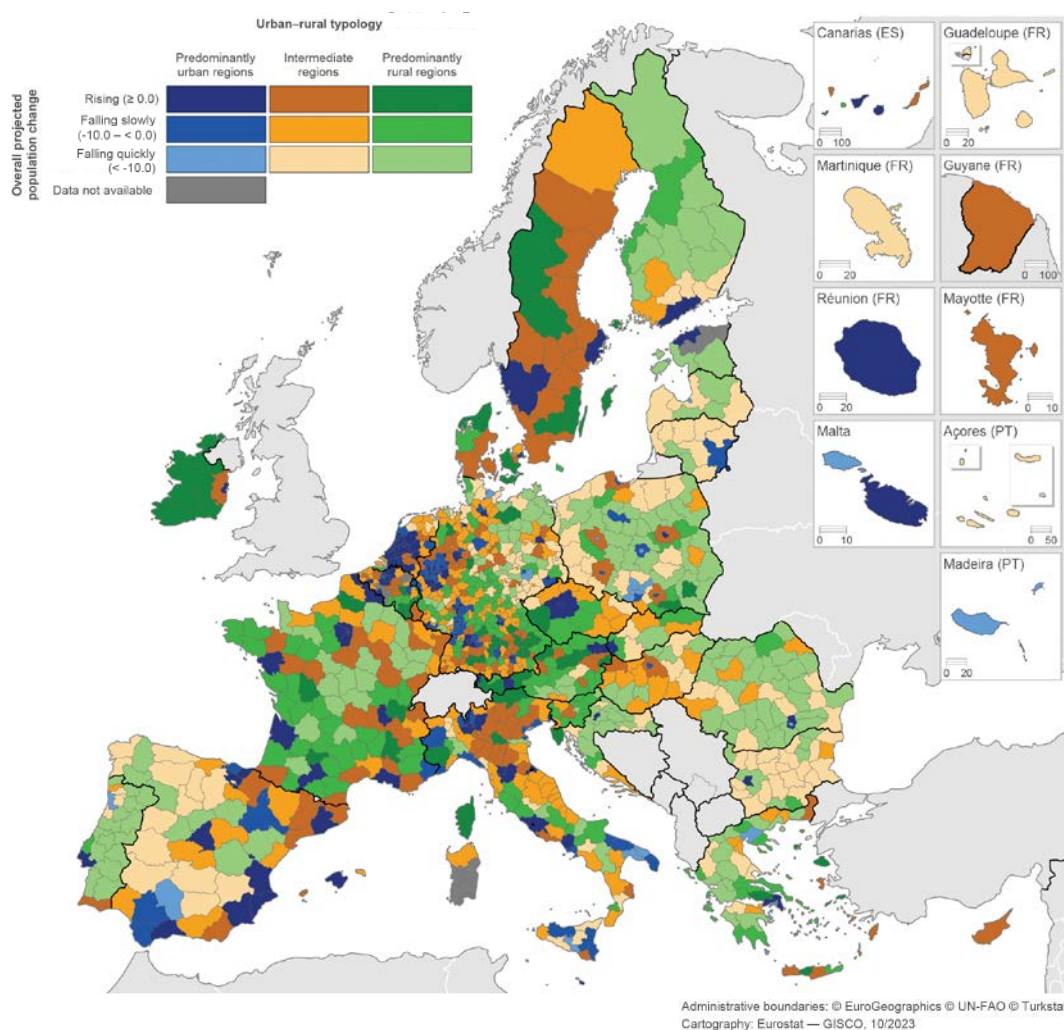 Urban–rural typology
Predominantly
urban regions
Intermediate
regions
Predominantly
rural regions
Overall projected
population change
Rising (≥ 0.0)
Falling slowly
(-10.0 – < 0.0)
Falling quickly
(< -10.0)
Data not available
Canarias (ES)
0 100
Guadeloupe (FR)
0 20
Martinique (FR)
0 20
Guyane (FR)
0 100
Réunion (FR)
0 20
Mayotte (FR)
0 10
Malta
0 10
Açores (PT)
0 50
Madeira (PT)
0 20
Administrative boundaries: © EuroGeographics © UN-FAO © Turksta
Cartography: Eurostat — GISCO, 10/2023